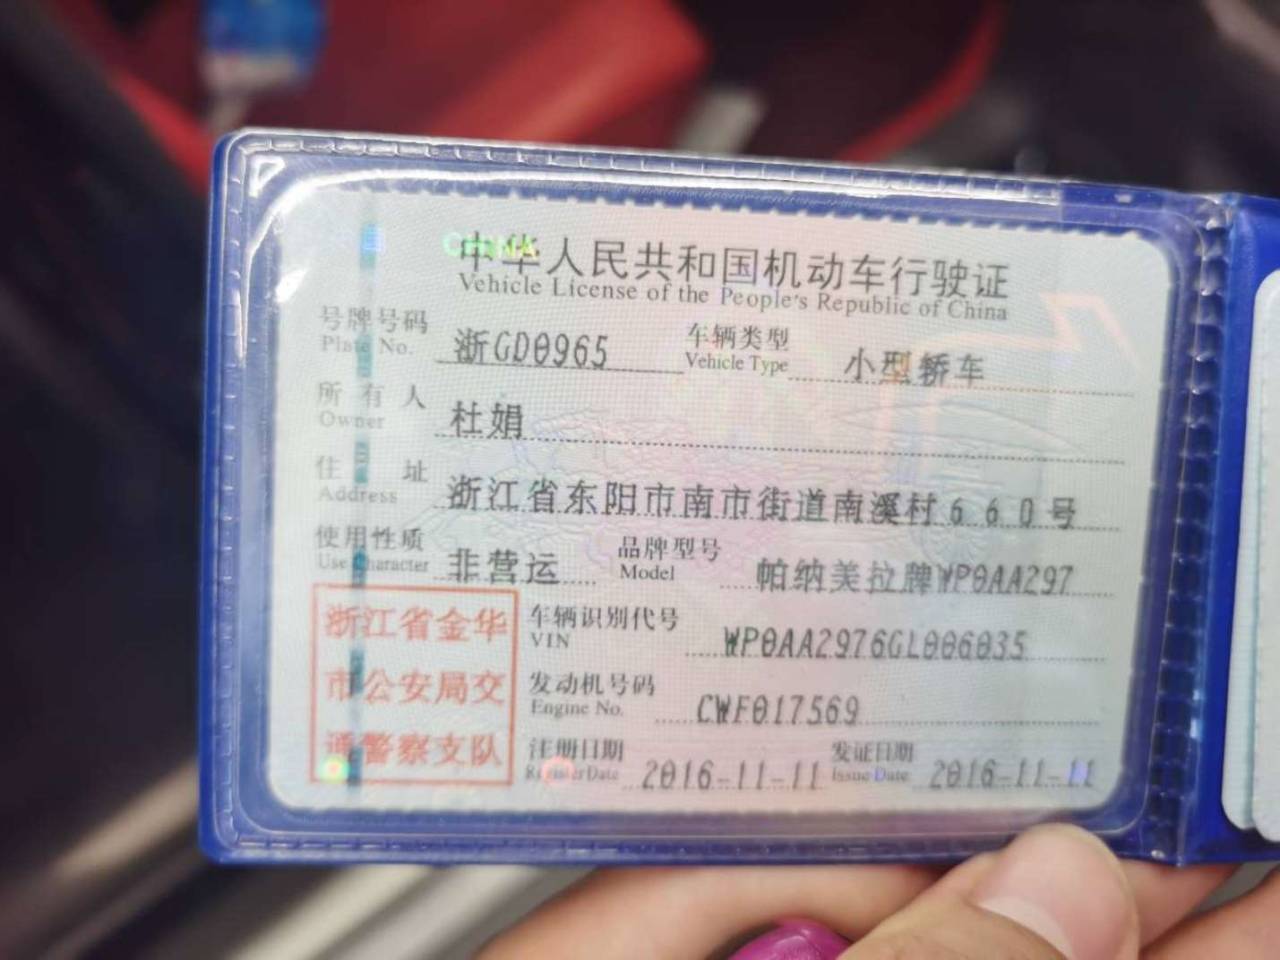 中华人民共和国机动车行驶证
Vehicle License of the People's Republic of China
号牌号码 浙GD0965 车辆类型 小型轿车
Plate No. Vehicle Type
所有人 杜娟
Owner
住址 浙江省东阳市南市街道南溪村660号
Address
使用性质 非营运 品牌型号 帕纳美拉牌WP0AA297
Use Character Model
浙江省金华
市公安局交
通警察支队
车辆识别代号 WP0AA2976GL006035
VIN
发动机号码 CWF017569
Engine No.
注册日期 2016-11-11 发证日期 2016-11-11
Register Date Issue Date